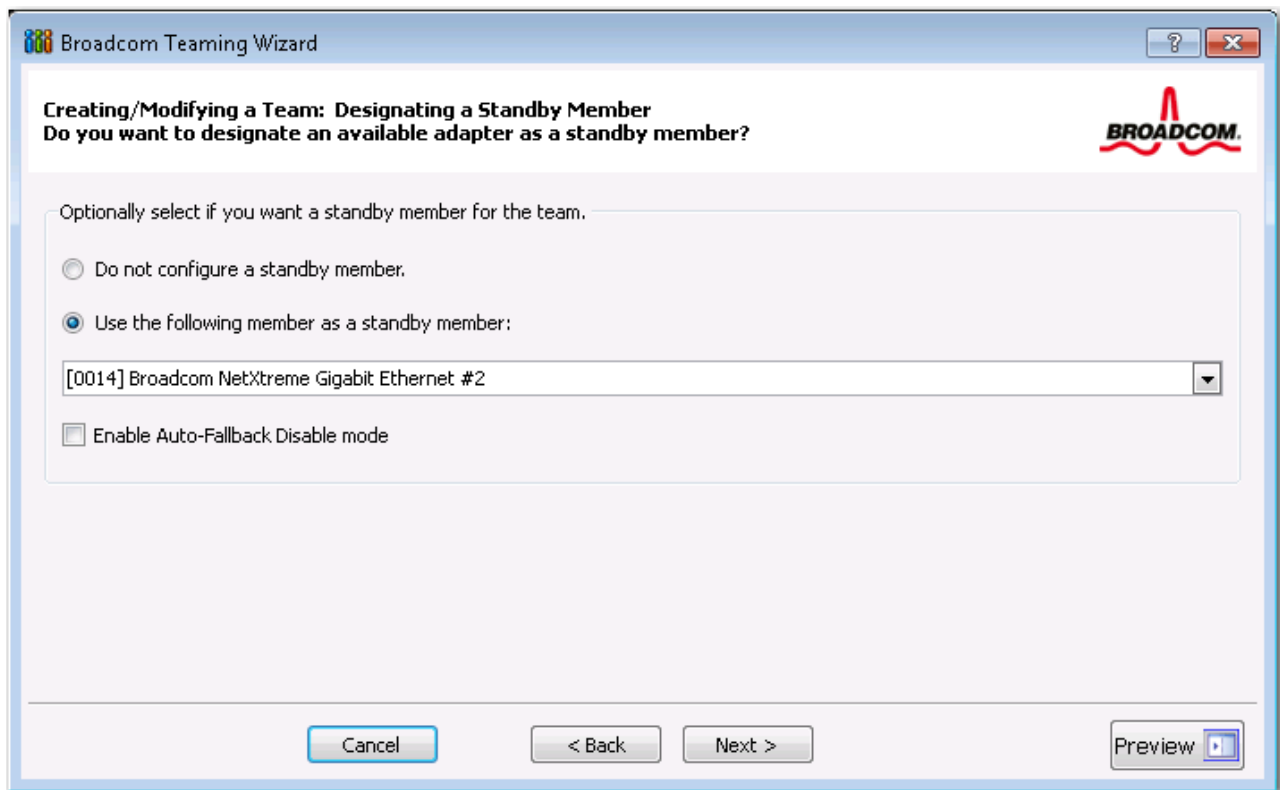 Broadcom Teaming Wizard
?
Creating/Modifying a Team: Designating a Standby Member
Do you want to designate an available adapter as a standby member?
BROADCOM.
Optionally select if you want a standby member for the team.
Do not configure a standby member.
Use the following member as a standby member:
[0014] Broadcom NetXtreme Gigabit Ethernet #2
Enable Auto-Fallback Disable mode
Cancel
< Back
Next >
Preview